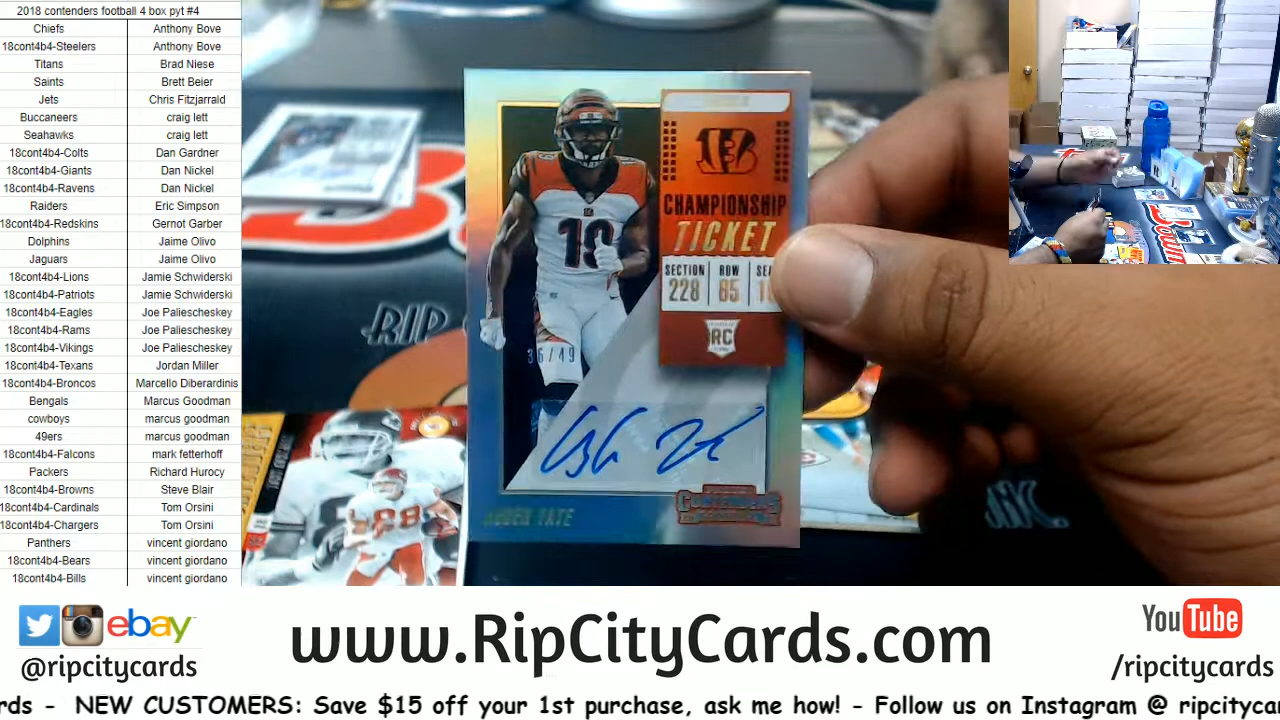 2018 contenders football 4 box pyt #4
Chiefs Anthony Bove
18cont4b4-Steelers Anthony Bove
Titans Brad Niese
Saints Brett Beier
Jets Chris Fitzjarrald
Buccaneers craig lett
Seahawks craig lett
18cont4b4-Colts Dan Gardner
18cont4b4-Giants Dan Nickel
18cont4b4-Ravens Dan Nickel
Raiders Eric Simpson
18cont4b4-Redskins Gernot Garber
Dolphins Jaime Olivo
Jaguars Jaime Olivo
18cont4b4-Lions Jamie Schwiderski
18cont4b4-Patriots Jamie Schwiderski
18cont4b4-Eagles Joe Paliescheskey
18cont4b4-Rams Joe Paliescheskey
18cont4b4-Vikings Joe Paliescheskey
18cont4b4-Texans Jordan Miller
18cont4b4-Broncos Marcello Diberardinis
Bengals Marcus Goodman
cowboys marcus goodman
49ers marcus goodman
18cont4b4-Falcons mark fetterhoff
Packers Richard Hurocy
18cont4b4-Browns Steve Blair
18cont4b4-Cardinals Tom Orsini
18cont4b4-Chargers Tom Orsini
Panthers vincent giordano
18cont4b4-Bears vincent giordano
18cont4b4-Bills vincent giordano
CHAMPIONSHIP
TICKET
SECTION ROW
228 85
RC
36/49
CONTENDERS
TATE
RIP
88
@ripcitycards
ebay
www.RipCityCards.com
YouTube
/ripcitycards
rds - NEW CUSTOMERS: Save $15 off your 1st purchase, ask me how! - Follow us on Instagram @ ripcitycar